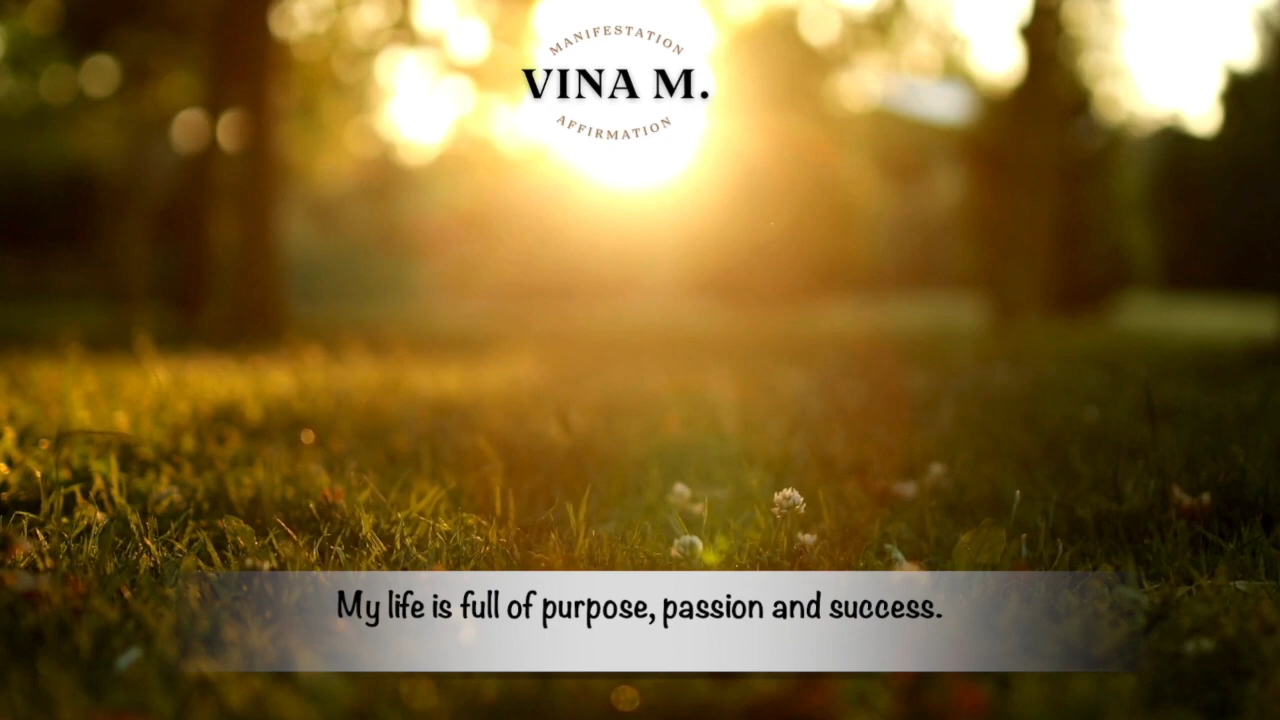 MANIFESTATION
VINA M.
AFFIRMATION
My life is full of purpose, passion and success.